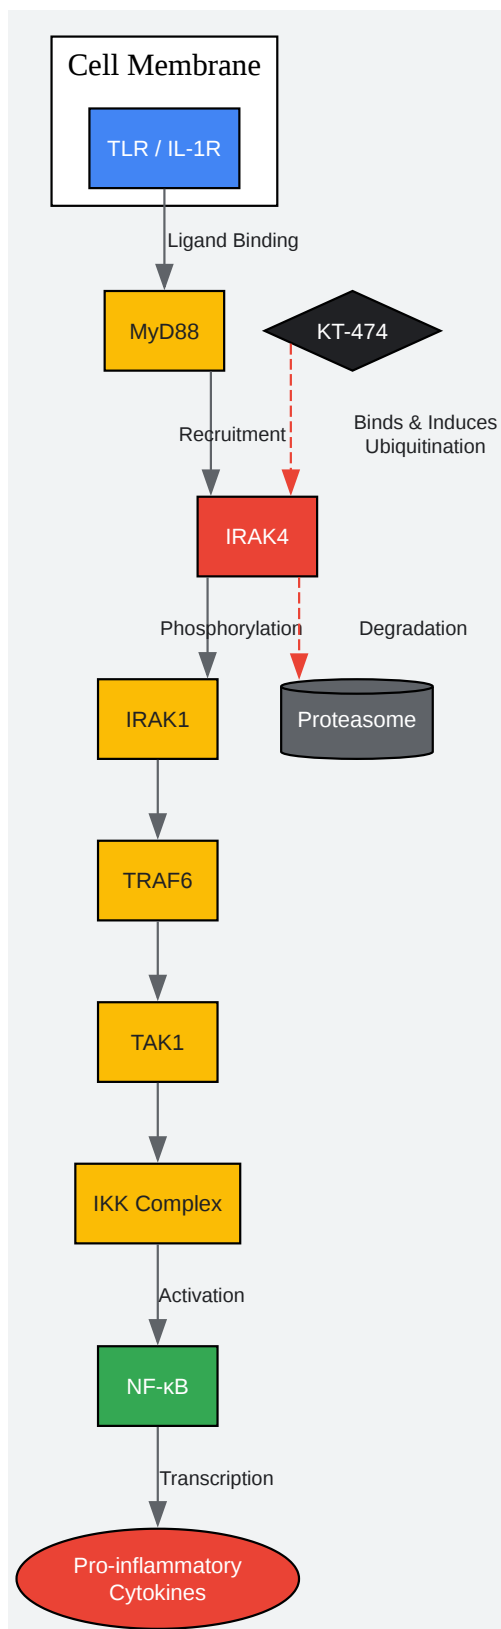 Cell Membrane
TLR / IL-1R
Ligand Binding
MyD88
KT-474
Recruitment
Binds & Induces
Ubiquitination
IRAK4
Phosphorylation
Degradation
IRAK1
Proteasome
TRAF6
TAK1
IKK Complex
Activation
NF-κB
Transcription
Pro-inflammatory
Cytokines